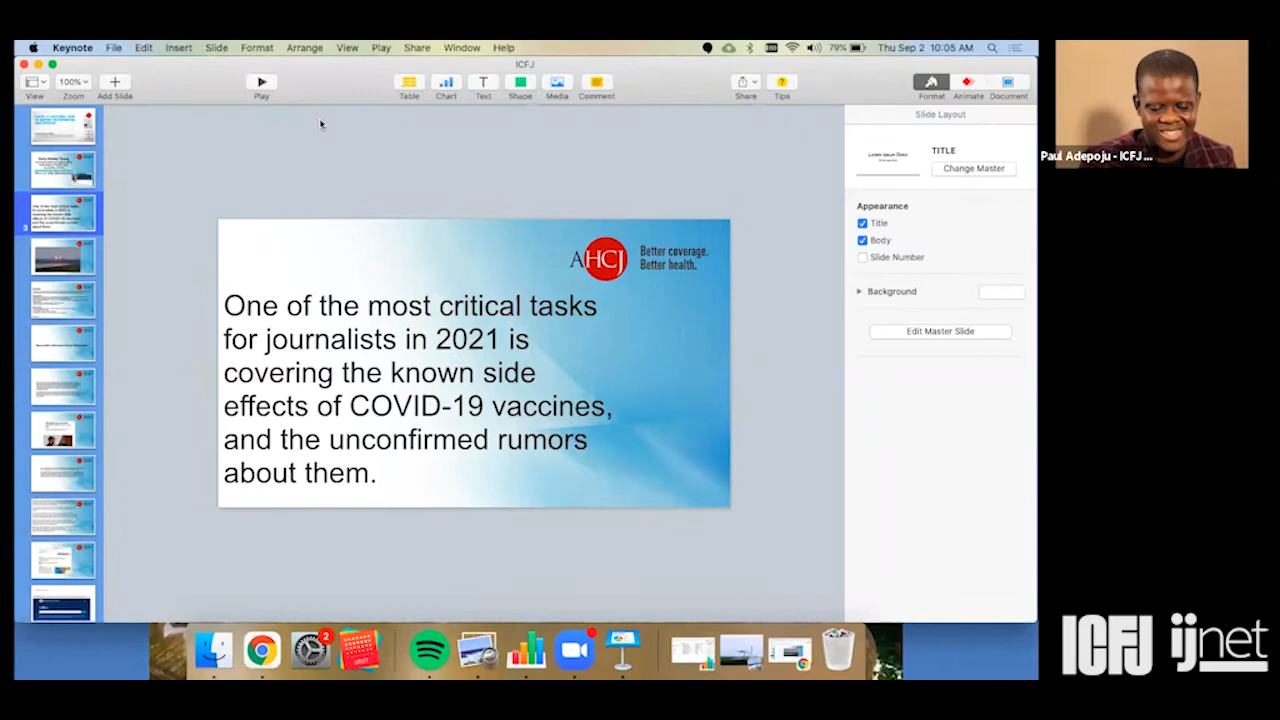 Keynote File Edit Insert Slide Format Arrange View Play Share Window Help
79% Thu Sep 2 10:05 AM
ICFJ
100%
View Zoom Add Slide Play Table Chart Text Shape Media Comment Share Tips Format Animate Document
Slide Layout
TITLE
Change Master
Appearance
Title
Body
Slide Number
Background
Edit Master Slide
3
AHCJ
Better coverage.
Better health.
One of the most critical tasks
for journalists in 2021 is
covering the known side
effects of COVID-19 vaccines,
and the unconfirmed rumors
about them.
2
Paul Adepoju - ICFJ ...
ICFJ ijnet